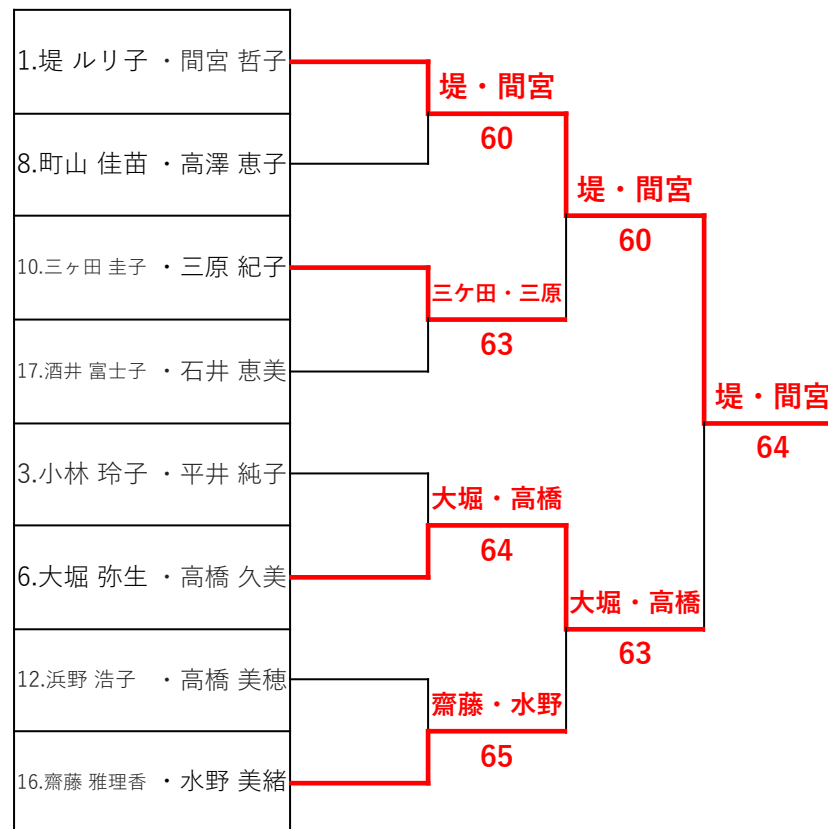 1.堤 ルリ子 ・間宮 哲子
8.町山 佳苗 ・高澤 恵子
10.三ヶ田 圭子 ・三原 紀子
17.酒井 富士子 ・石井 恵美
3.小林 玲子 ・平井 純子
6.大堀 弥生 ・高橋 久美
12.浜野 浩子 ・高橋 美穂
16.齋藤 雅理香 ・水野 美緒
堤・間宮
60
三ケ田・三原
63
大堀・高橋
64
齋藤・水野
65
堤・間宮
60
大堀・高橋
63
堤・間宮
64